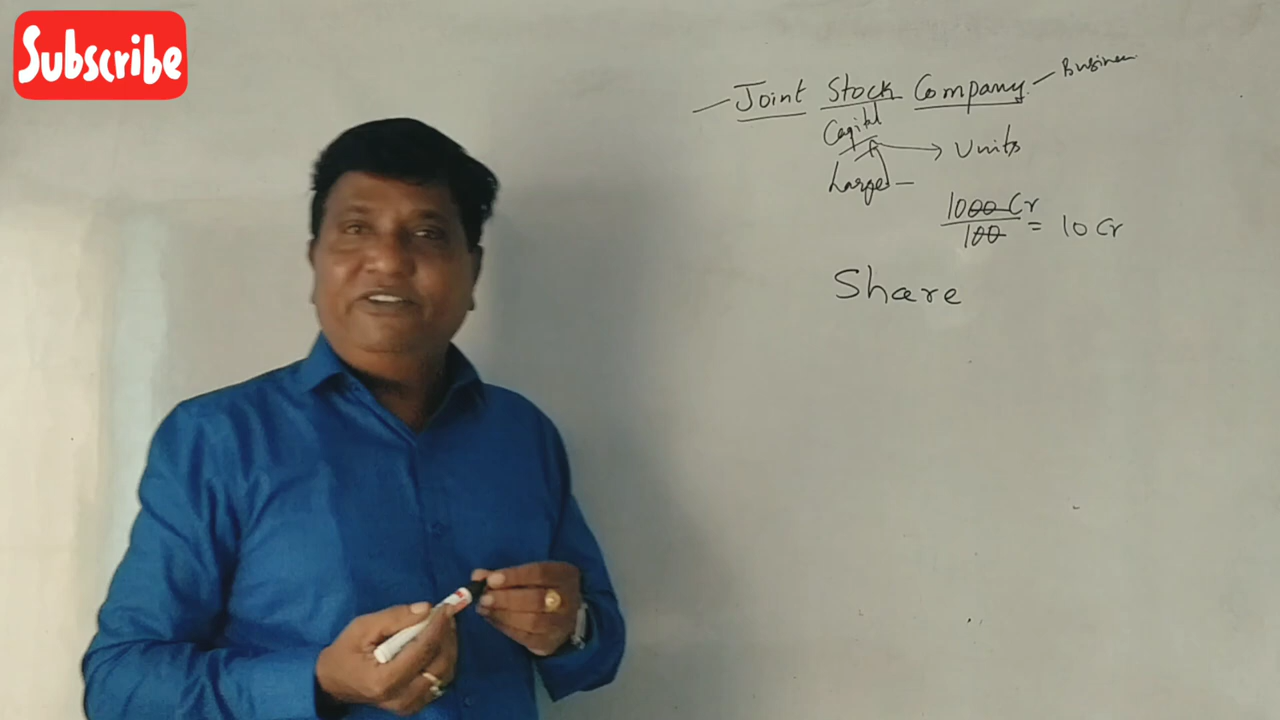 Subscribe
Joint Stock Company - Business
Capital
Units
Large
1000 Cr
100 = 10 Cr
Share